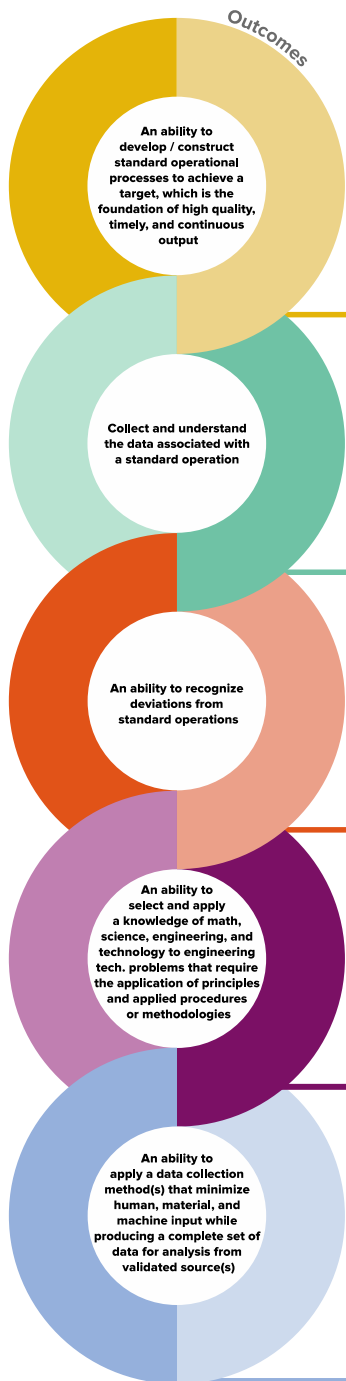 Outcomes
An ability to
develop / construct
standard operational
processes to achieve a
target, which is the
foundation of high quality,
timely, and continuous
output
Collect and understand
the data associated with
a standard operation
An ability to recognize
deviations from
standard operations
An ability to
select and apply
a knowledge of math,
science, engineering, and
technology to engineering
tech. problems that require
the application of principles
and applied procedures
or methodologies
An ability to
apply a data collection
method(s) that minimize
human, material, and
machine input while
producing a complete set of
data for analysis from
validated source(s)